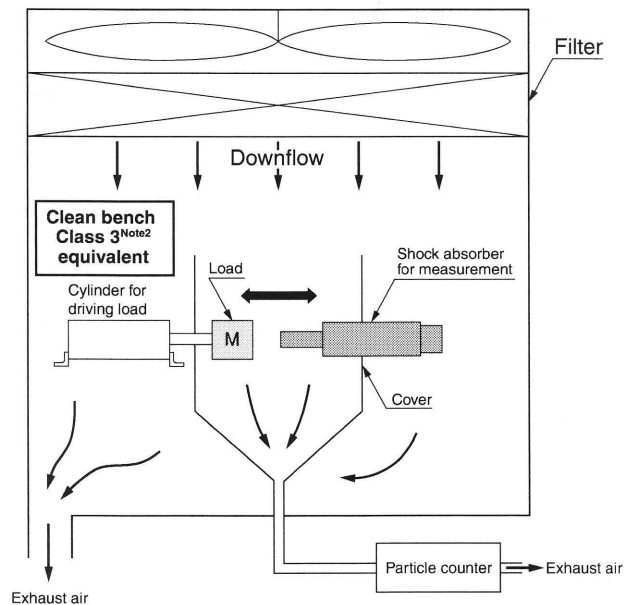 Filter
Downflow
Clean bench
Class 3Note2
equivalent
Shock absorber
for measurement
Load
Cylinder for
driving load
M
Cover
Particle counter
Exhaust air
Exhaust air